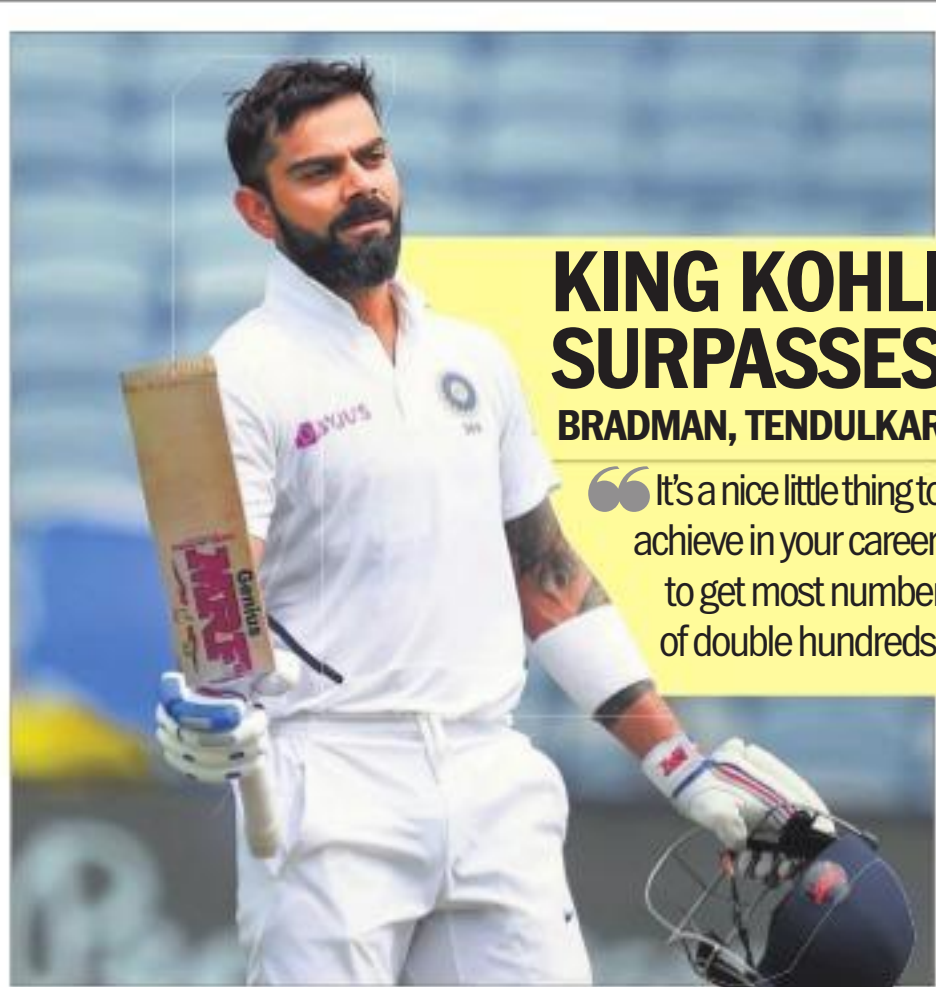 KING KOHLI
SURPASSES
BRADMAN, TENDULKAR
“It's a nice little thing to
achieve in your career
to get most number
of double hundreds
BYJU'S
Genius
MRF